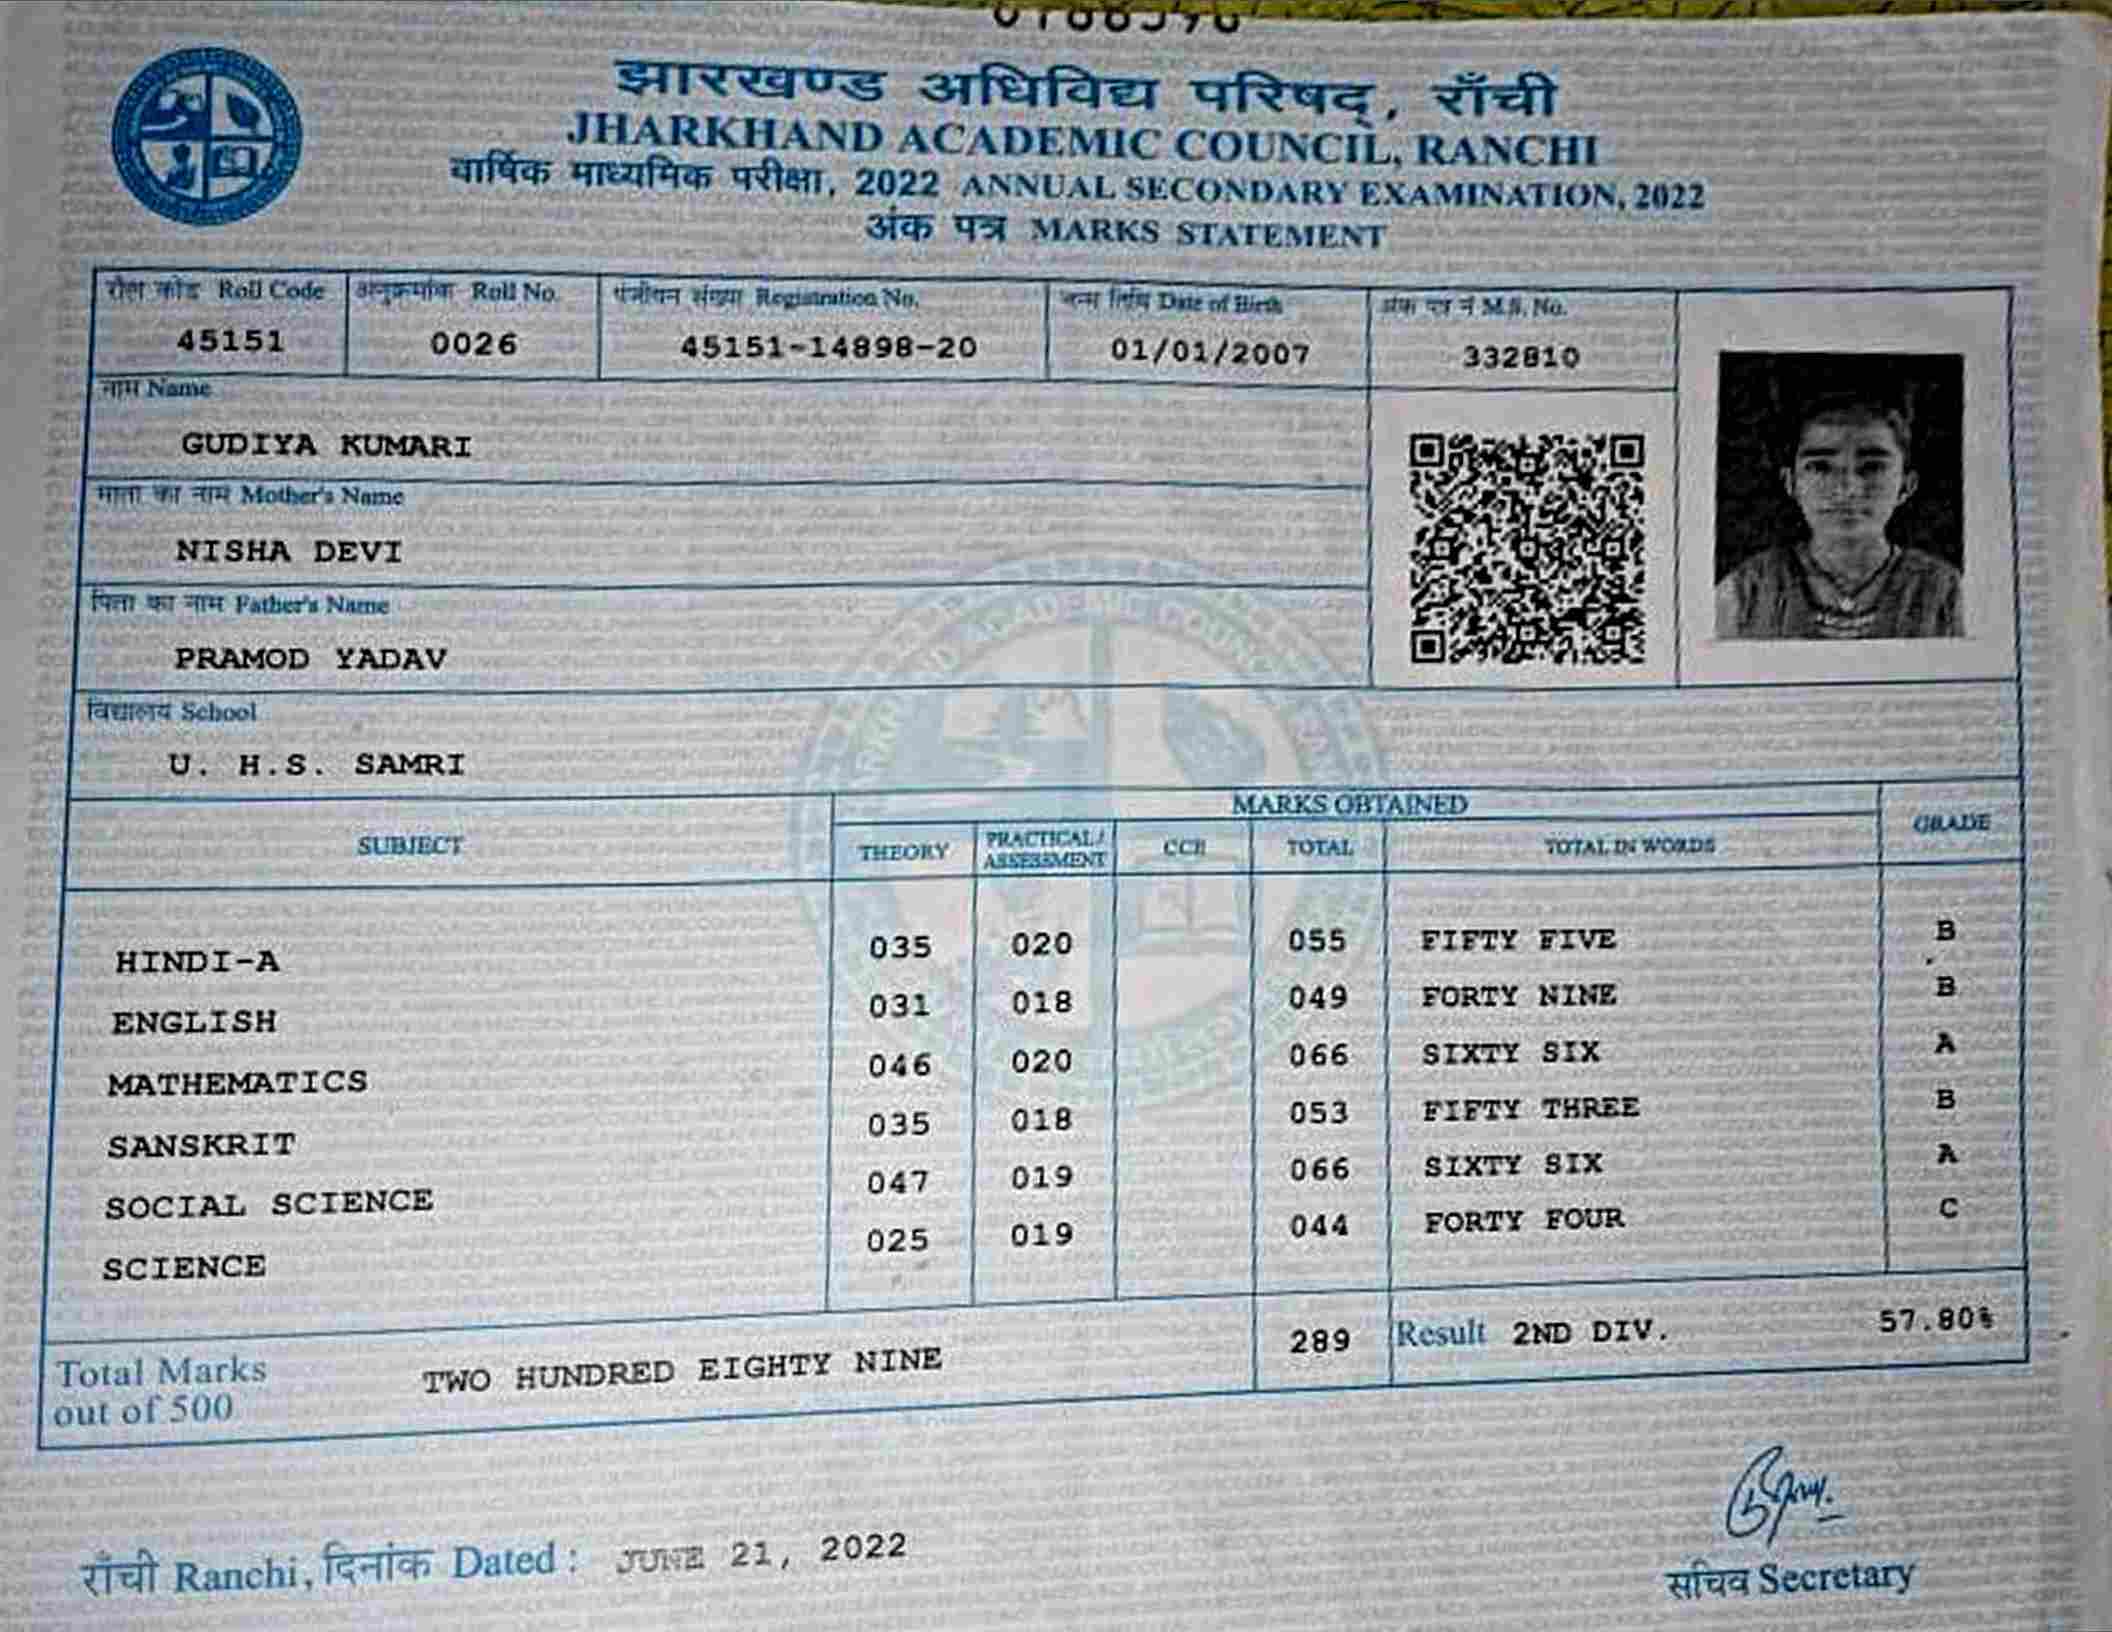 झारखण्ड अधिविद्य परिषद्, राँची
JHARKHAND ACADEMIC COUNCIL, RANCHI
वार्षिक माध्यमिक परीक्षा, 2022 ANNUAL SECONDARY EXAMINATION, 2022
अंक पत्र MARKS STATEMENT
रौल कोड Roll Code अनुक्रमांक Roll No. पंजीयन संख्या Registration No. जन्म तिथि Date of Birth अंक पत्र नं M.S. No.
45151 0026 45151-14898-20 01/01/2007 332810
नाम Name
GUDIYA KUMARI
माता का नाम Mother's Name
NISHA DEVI
पिता का नाम Father's Name
PRAMOD YADAV
विद्यालय School
U. H.S. SAMRI
MARKS OBTAINED
SUBJECT THEORY PRACTICAL/ ASSESSMENT CCE TOTAL TOTAL IN WORDS GRADE
HINDI-A 035 020 055 FIFTY FIVE B
ENGLISH 031 018 049 FORTY NINE B
MATHEMATICS 046 020 066 SIXTY SIX A
SANSKRIT 035 018 053 FIFTY THREE B
SOCIAL SCIENCE 047 019 066 SIXTY SIX A
SCIENCE 025 019 044 FORTY FOUR C
Total Marks out of 500 TWO HUNDRED EIGHTY NINE 289 Result 2ND DIV. 57.80%
राँची Ranchi, दिनांक Dated : JUNE 21, 2022
सचिव Secretary